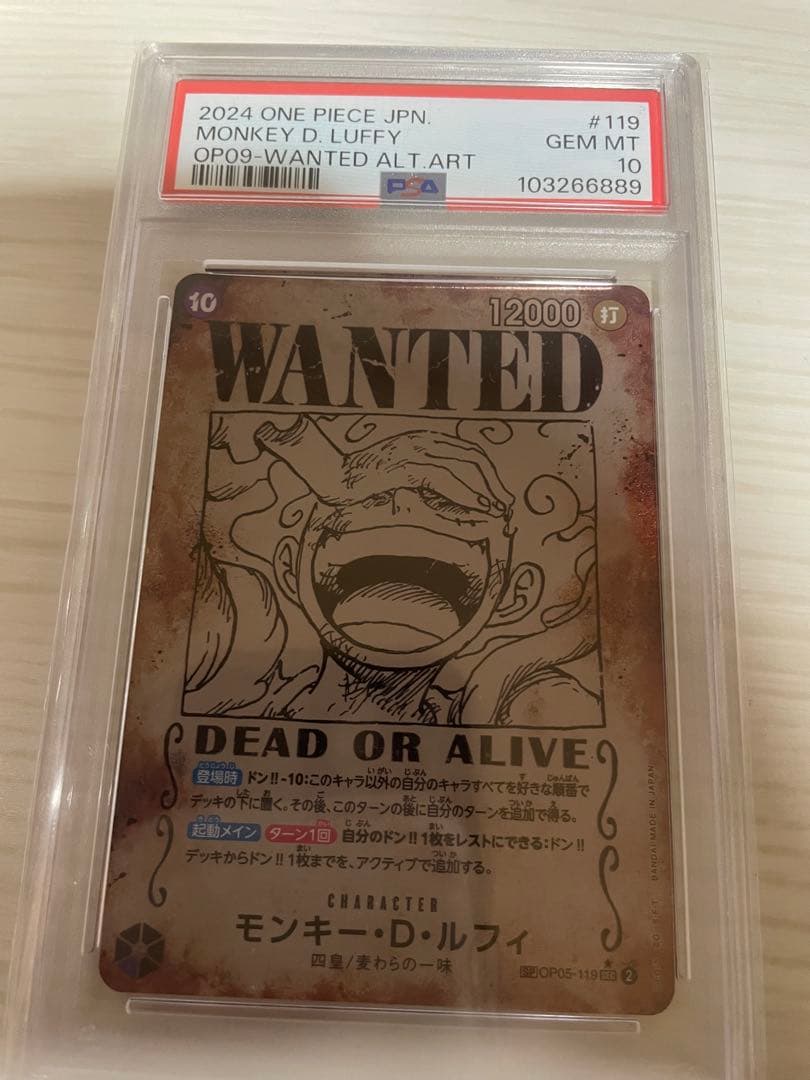 2024 ONE PIECE JPN. #119
MONKEY D. LUFFY GEM MT
OP09-WANTED ALT.ART 10
PSA 103266889
10 12000 打
WANTED
DEAD OR ALIVE
登場時 ドン!!-10:このキャラ以外の自分のキャラすべてを好きな順番で
デッキの下に置く。その後、このターンの後に自分のターンを追加で得る。
起動メイン ターン1回 自分のドン!!1枚をレストにできる:ドン!!
デッキから​ドン!!1枚までを、アクティブで追加する。
CHARACTER
モンキー・D・ルフィ
四皇/麦わらの一味
SP OP05-119 SEC 2
BANDAI MADE IN JAPAN